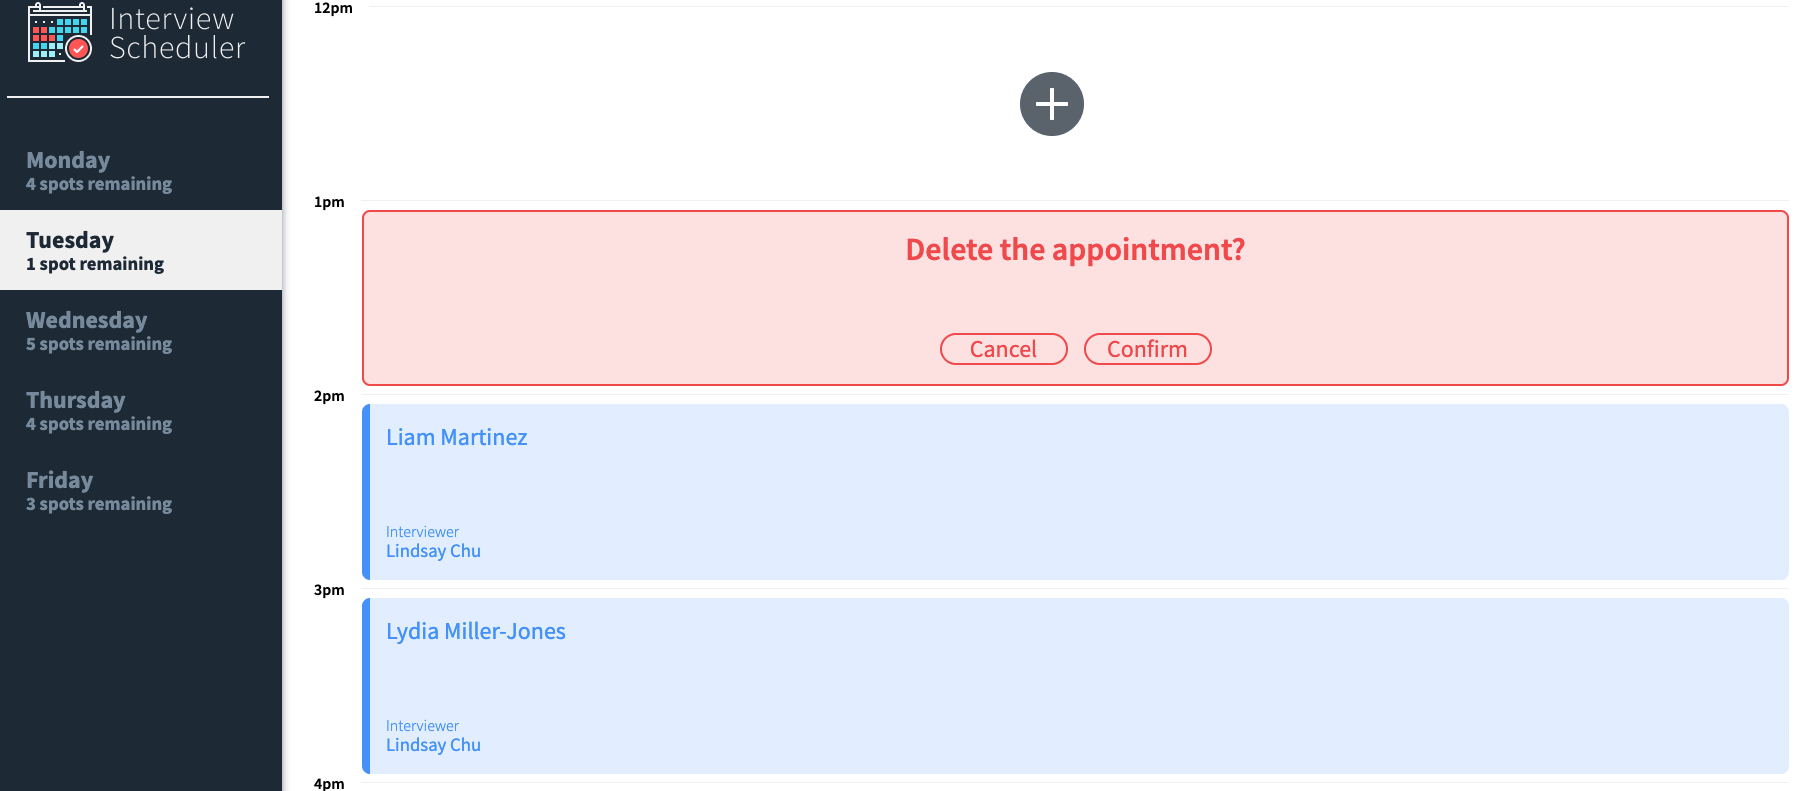 Interview
Scheduler
Monday
4 spots remaining
Tuesday
1 spot remaining
Wednesday
5 spots remaining
Thursday
4 spots remaining
Friday
3 spots remaining
12pm
1pm
Delete the appointment?
Cancel Confirm
2pm
Liam Martinez
Interviewer
Lindsay Chu
3pm
Lydia Miller-Jones
Interviewer
Lindsay Chu
4pm